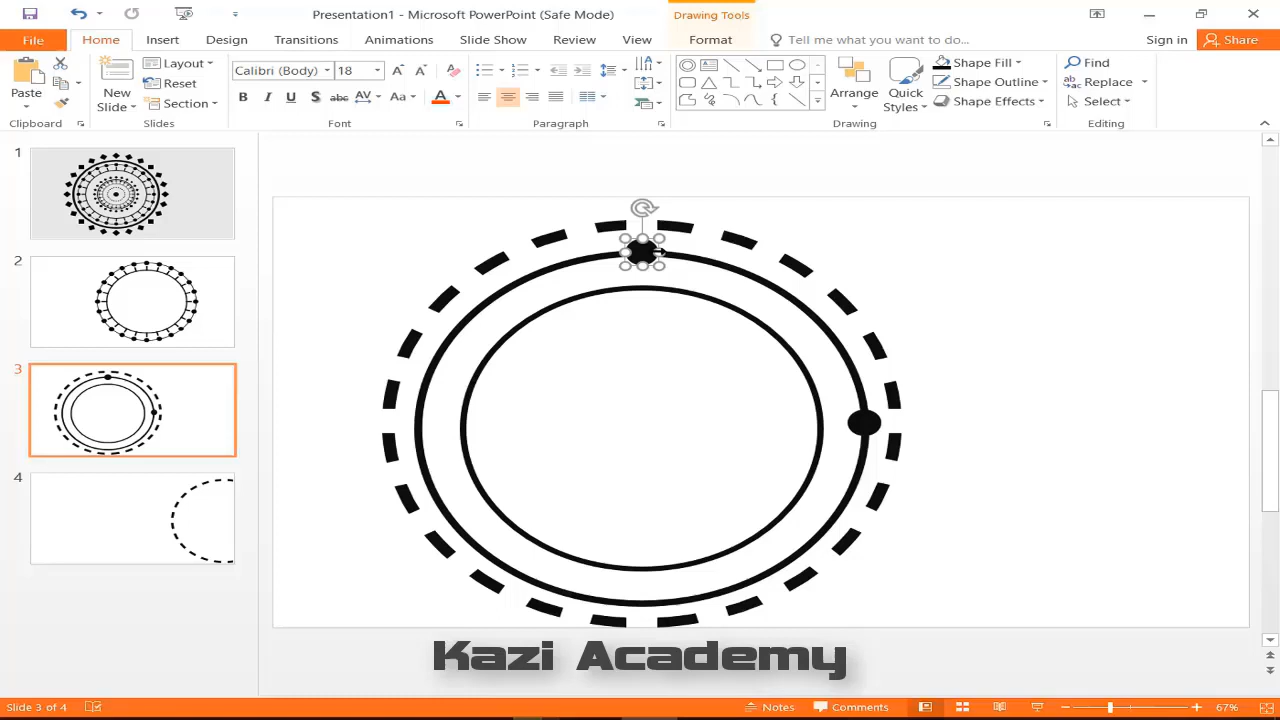 Presentation1 - Microsoft PowerPoint (Safe Mode)
Drawing Tools
File
Home
Insert
Design
Transitions
Animations
Slide Show
Review
View
Format
Tell me what you want to do...
Sign in
Share
Paste
New
Slide
Layout
Reset
Section
Calibri (Body)
18
B
I
U
S
abc
AV
Aa
A
Arrange
Quick
Styles
Shape Fill
Shape Outline
Shape Effects
Find
Replace
Select
Clipboard
Slides
Font
Paragraph
Drawing
Editing
1
2
3
4
Kazi Academy
Slide 3 of 4
Notes
Comments
67%